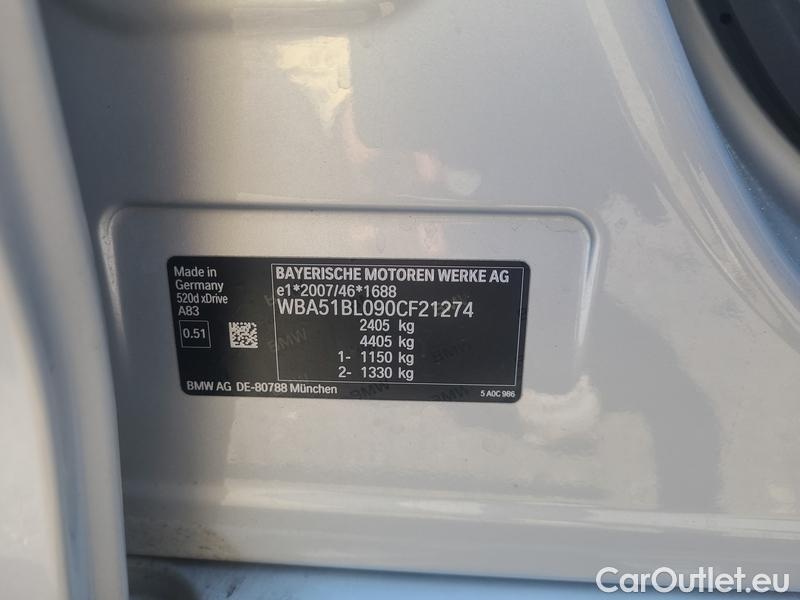 Made in
Germany
520d xDrive
A83
0.51
BAYERISCHE MOTOREN WERKE AG
e1*2007/46*1688
WBA51BL090CF21274
2405 kg
4405 kg
1- 1150 kg
2- 1330 kg
BMW AG DE-80788 München
5 A0C 986
CarOutlet.eu